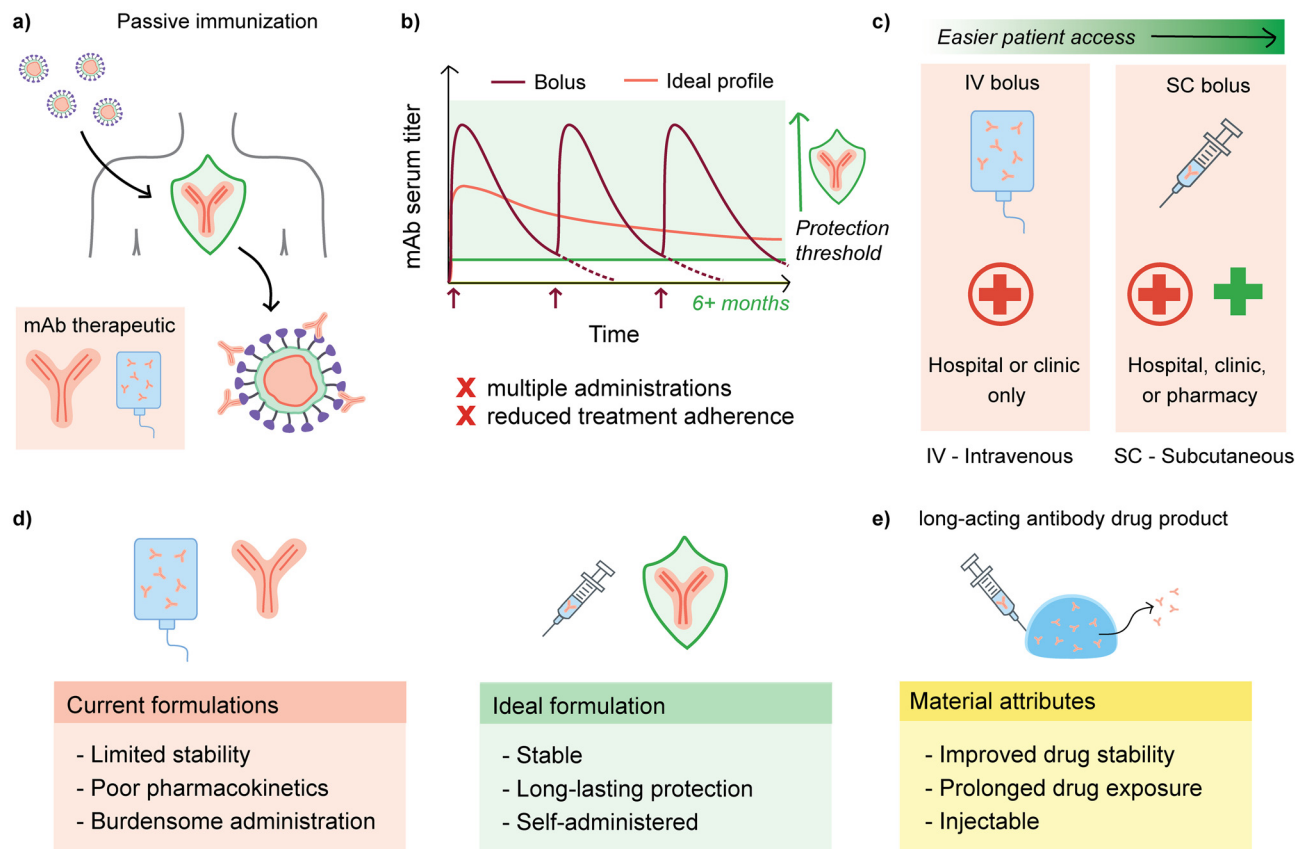 a)
Passive immunization
mAb therapeutic
b)
Bolus
Ideal profile
mAb serum titer
Protection
threshold
6+ months
Time
X multiple administrations
X reduced treatment adherence
c)
Easier patient access
IV bolus
Hospital or clinic
only
IV - Intravenous
SC bolus
Hospital, clinic,
or pharmacy
SC - Subcutaneous
d)
Current formulations
- Limited stability
- Poor pharmacokinetics
- Burdensome administration
Ideal formulation
- Stable
- Long-lasting protection
- Self-administered
e)
long-acting antibody drug product
Material attributes
- Improved drug stability
- Prolonged drug exposure
- Injectable